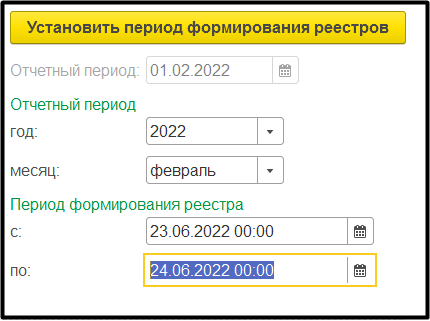 Установить период формирования реестров
Отчетный период: 01.02.2022
Отчетный период
год: 2022
месяц: февраль
Период формирования реестра
с: 23.06.2022 00:00
по: 24.06.2022 00:00